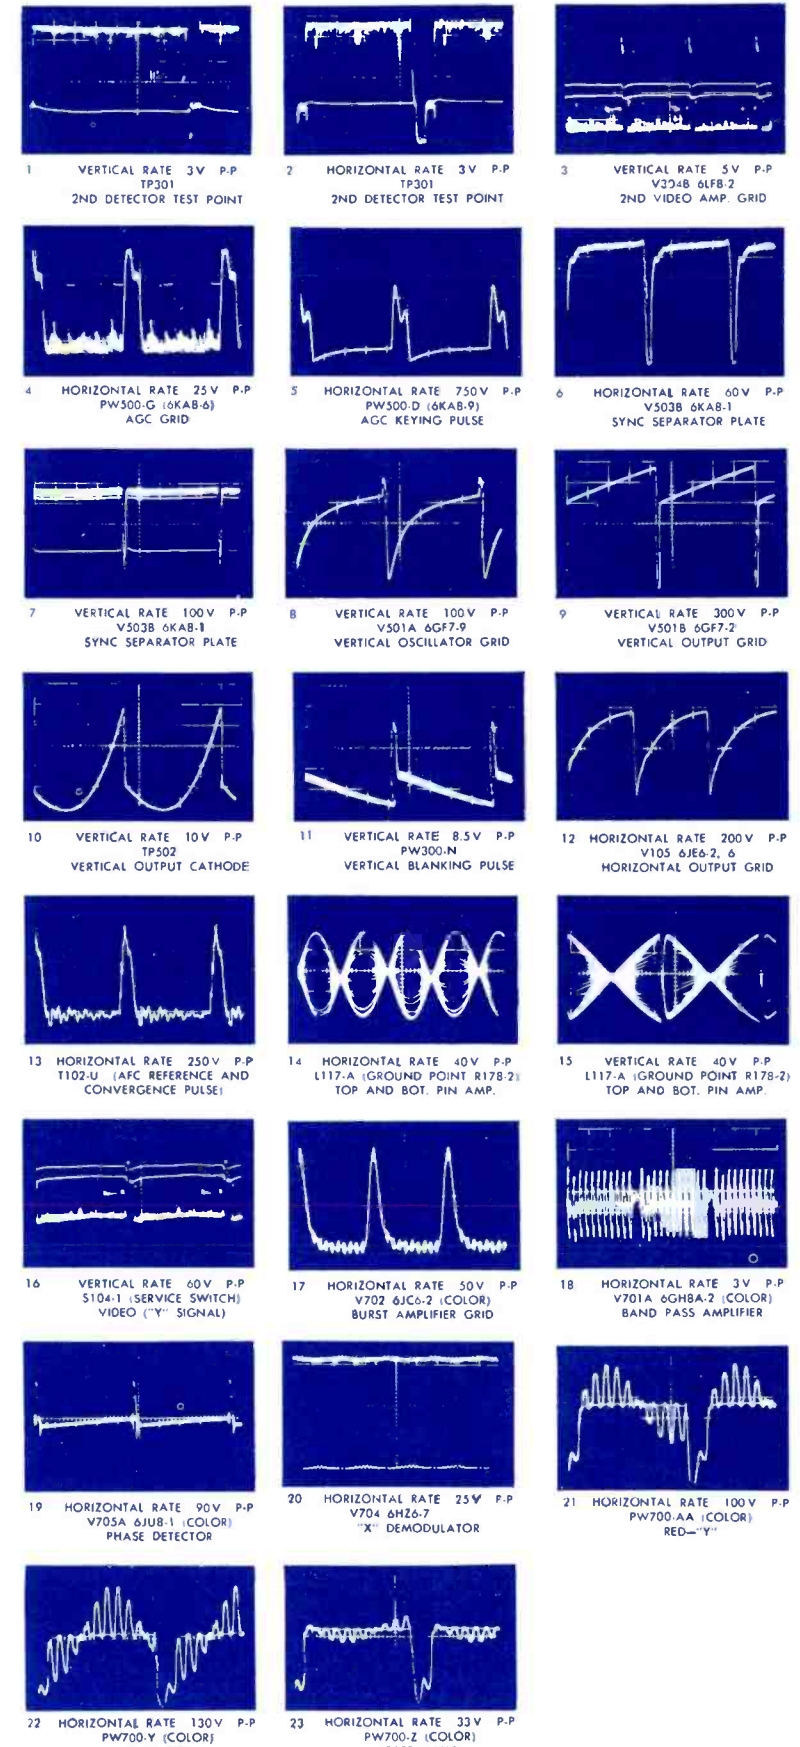 1 VERTICAL RATE 3V P-P
TP301
2ND DETECTOR TEST POINT
2 HORIZONTAL RATE 3V P-P
TP301
2ND DETECTOR TEST POINT
3 VERTICAL RATE 5V P-P
V304B 6LF8-2
2ND VIDEO AMP. GRID
4 HORIZONTAL RATE 25V P-P
PW500-G (6KA8-6)
AGC GRID
5 HORIZONTAL RATE 750V P-P
PW500-D (6KA8-9)
AGC KEYING PULSE
6 HORIZONTAL RATE 60V P-P
V503B 6KA8-1
SYNC SEPARATOR PLATE
7 VERTICAL RATE 100V P-P
V503B 6KA8-1
SYNC SEPARATOR PLATE
8 VERTICAL RATE 100V P-P
V501A 6GF7-9
VERTICAL OSCILLATOR GRID
9 VERTICAL RATE 300V P-P
V501B 6GF7-2
VERTICAL OUTPUT GRID
10 VERTICAL RATE 10V P-P
TP502
VERTICAL OUTPUT CATHODE
11 VERTICAL RATE 8.5V P-P
PW300-N
VERTICAL BLANKING PULSE
12 HORIZONTAL RATE 200V P-P
V105 6JE6-2, 6
HORIZONTAL OUTPUT GRID
13 HORIZONTAL RATE 250V P-P
T102-U (AFC REFERENCE AND
CONVERGENCE PULSE)
14 HORIZONTAL RATE 40V P-P
L117-A (GROUND POINT R178-2)
TOP AND BOT. PIN AMP.
15 VERTICAL RATE 40V P-P
L117-A (GROUND POINT R178-2)
TOP AND BOT. PIN AMP.
16 VERTICAL RATE 60V P-P
S104-1 (SERVICE SWITCH)
VIDEO ("Y" SIGNAL)
17 HORIZONTAL RATE 50V P-P
V702 6JC6-2 (COLOR)
BURST AMPLIFIER GRID
18 HORIZONTAL RATE 3V P-P
V701A 6GH8A-2 (COLOR)
BAND PASS AMPLIFIER
19 HORIZONTAL RATE 90V P-P
V705A 6JU8-1 (COLOR)
PHASE DETECTOR
20 HORIZONTAL RATE 25V P-P
V704 6HZ6-7
"X" DEMODULATOR
21 HORIZONTAL RATE 100V P-P
PW700-AA (COLOR)
RED—"Y"
22 HORIZONTAL RATE 130V P-P
PW700-Y (COLOR)
23 HORIZONTAL RATE 33V P-P
PW700-Z (COLOR)